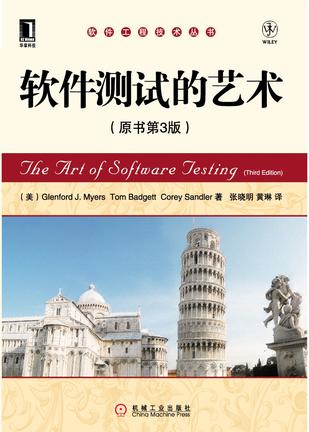 华章科技
软件工程技术丛书
WILEY
软件测试的艺术
（原书第3版）
The Art of Software Testing (Third Edition)
（美）Glenford J. Myers Tom Badgett Corey Sandler 著 张晓明 黄琳 译
机械工业出版社
China Machine Press